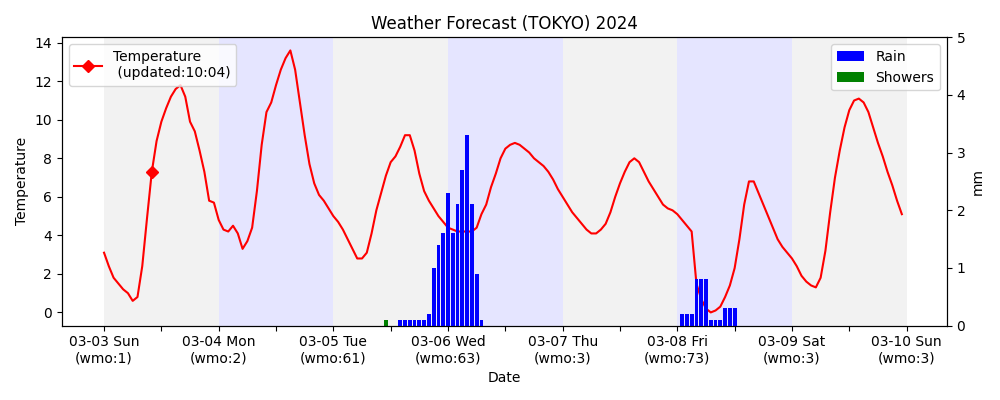 Weather Forecast (TOKYO) 2024
Temperature
(updated:10:04)
Rain
Showers
14
12
10
8
6
4
2
0
Temperature
5
4
3
2
1
0
mm
03-03 Sun
(wmo:1)
03-04 Mon
(wmo:2)
03-05 Tue
(wmo:61)
03-06 Wed
(wmo:63)
03-07 Thu
(wmo:3)
03-08 Fri
(wmo:73)
03-09 Sat
(wmo:3)
03-10 Sun
(wmo:3)
Date